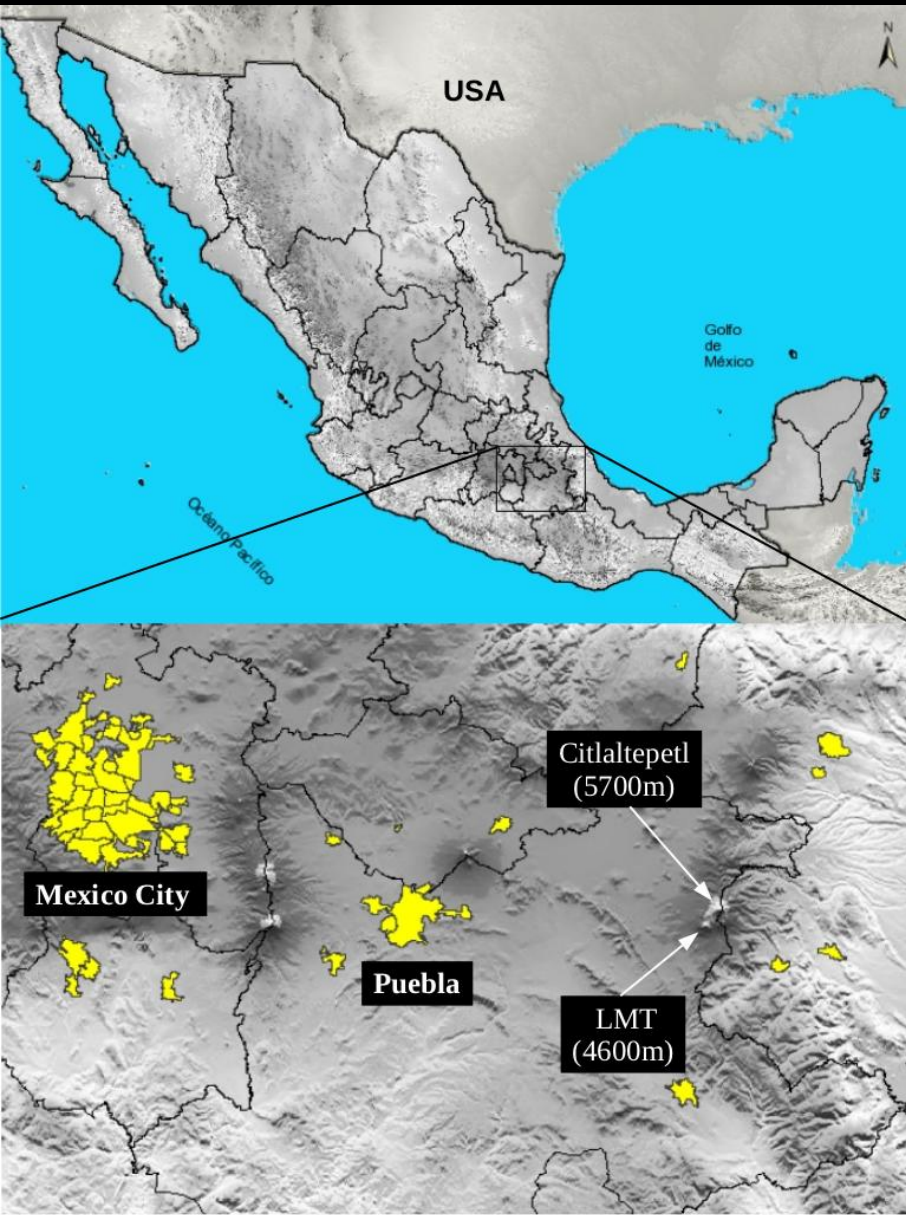 N
USA
Golfo
de
México
Océano Pacífico
Citlaltepetl
(5700m)
Mexico City
Puebla
LMT
(4600m)